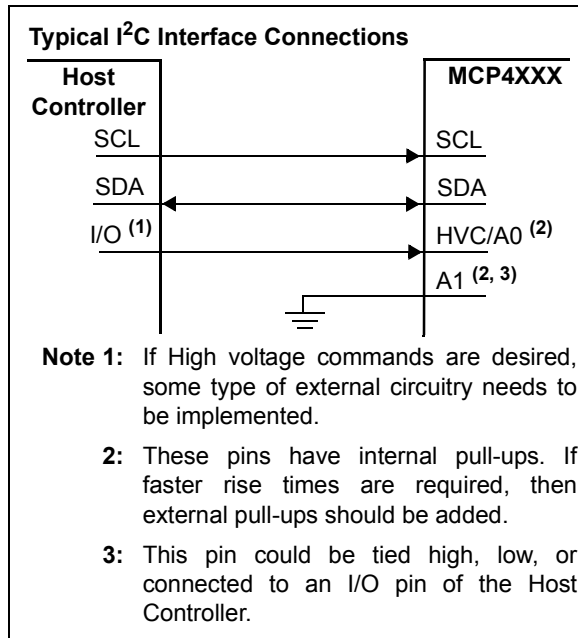 Typical I²C Interface Connections
Host
Controller
MCP4XXX
SCL
SCL
SDA
SDA
I/O (1)
HVC/A0 (2)
A1 (2, 3)
Note 1: If High voltage commands are desired,
some type of external circuitry needs to
be implemented.
2: These pins have internal pull-ups. If
faster rise times are required, then
external pull-ups should be added.
3: This pin could be tied high, low, or
connected to an I/O pin of the Host
Controller.